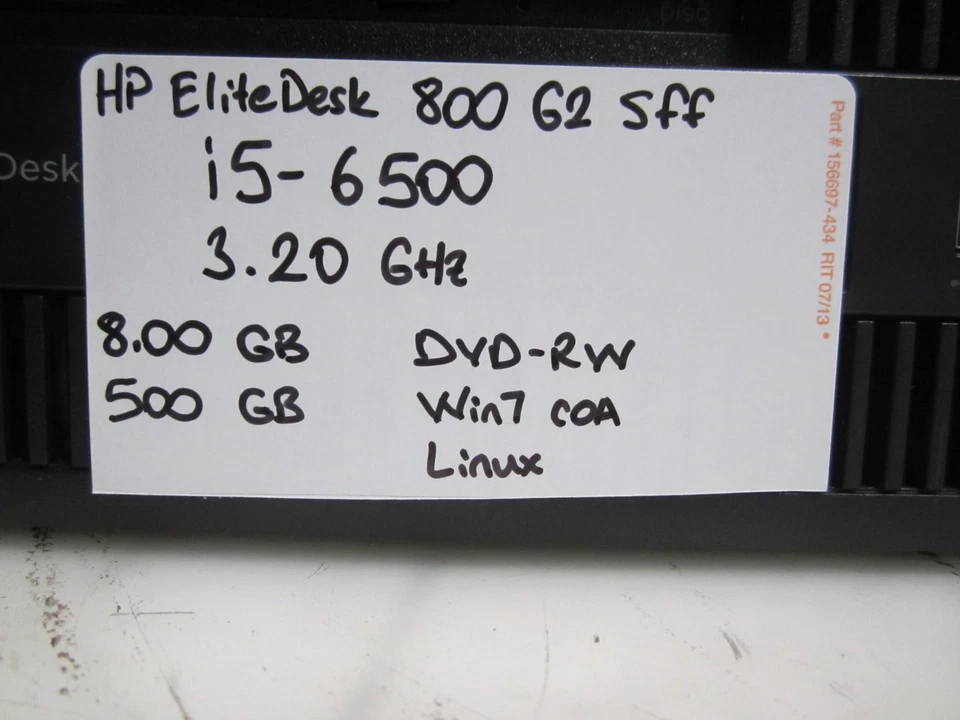 DISC
HP EliteDesk 800 G2 Sff
Desk
i5-6500
3.20 GHz
8.00 GB DVD-RW
500 GB Win7 COA
Linux
Part # 156697-434 RIT 07/13 *